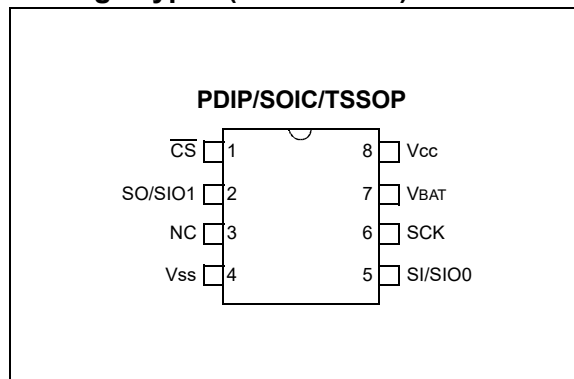 PDIP/SOIC/TSSOP
CS 1 8 Vcc
SO/SIO1 2 7 VBAT
NC 3 6 SCK
Vss 4 5 SI/SIO0